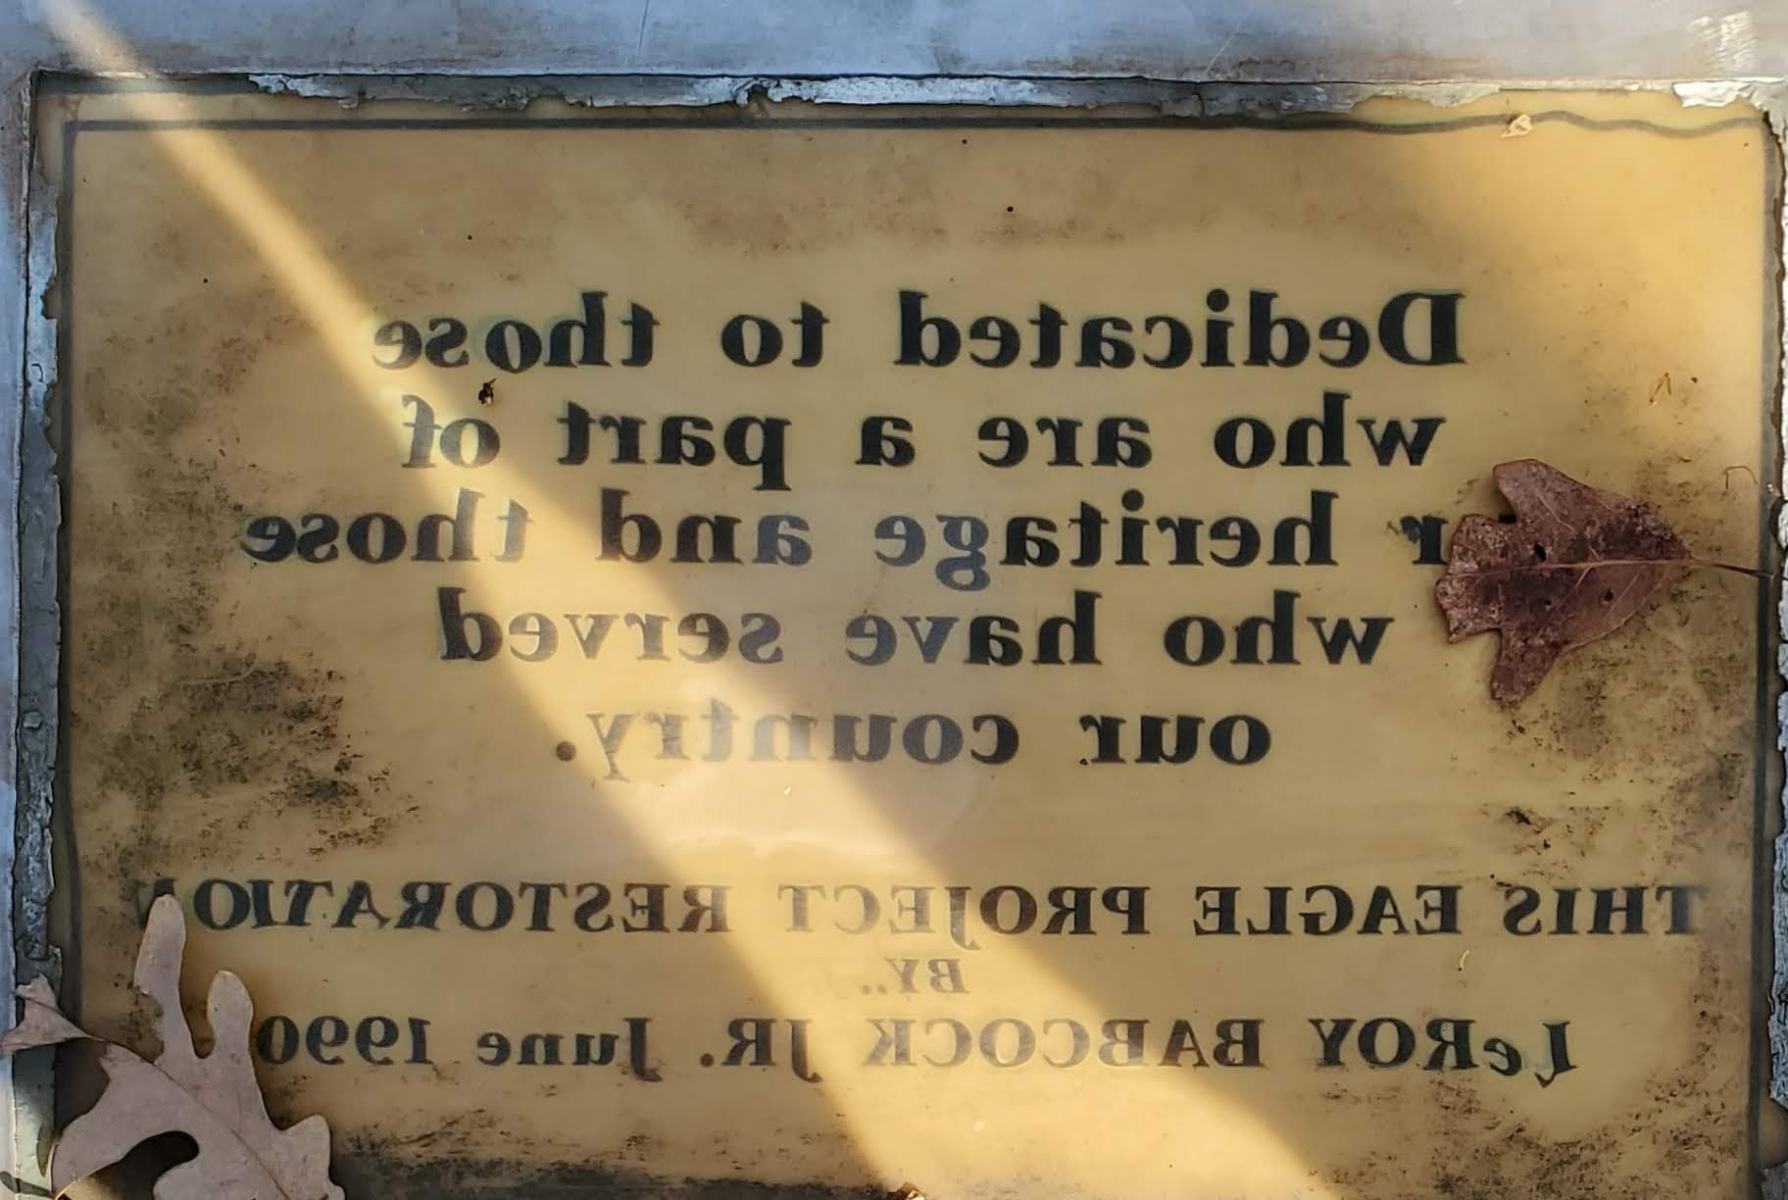 Dedicated to those
who are a part of
r heritage and those
who have served
our country.
THIS EAGLE PROJECT RESTORATION
BY..
LeROY BABCOCK JR. June 1990